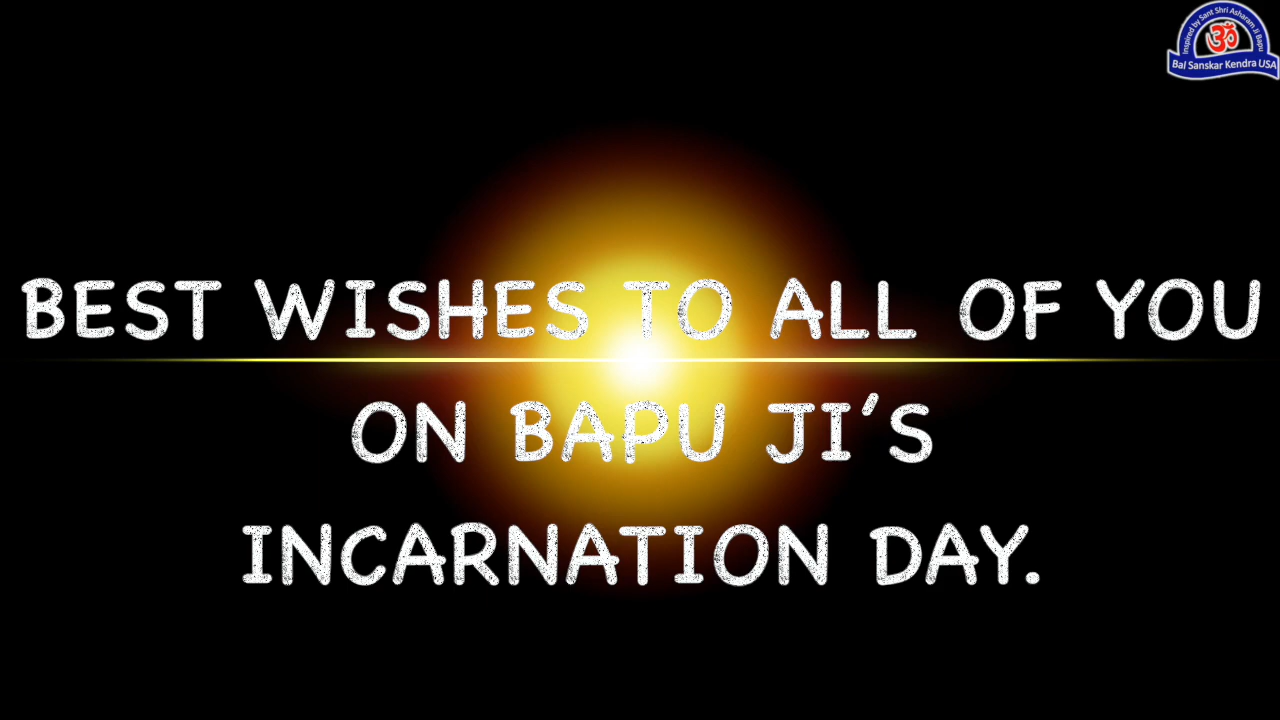 Inspired by Sant Shri Asharam Ji Bapu
ॐ
Bal Sanskar Kendra USA
BEST WISHES TO ALL OF YOU
ON BAPU JI'S
INCARNATION DAY.